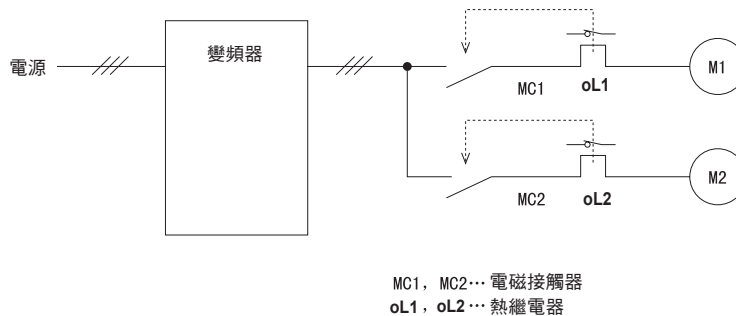 電源
變頻器
MC1
oL1
M1
MC2
oL2
M2
MC1，MC2… 電磁接觸器
oL1，oL2… 熱繼電器